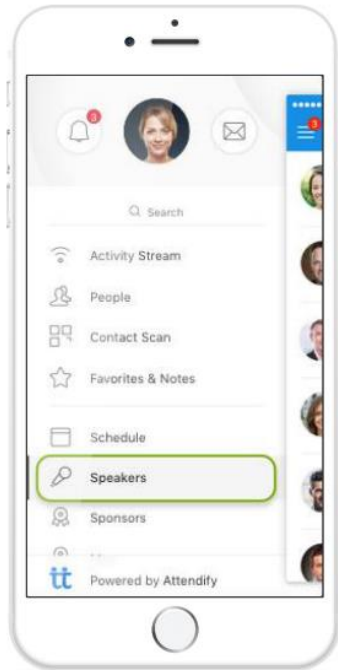 3
3
Search
Activity Stream
People
Contact Scan
Favorites & Notes
Schedule
Speakers
Sponsors
tt Powered by Attendify